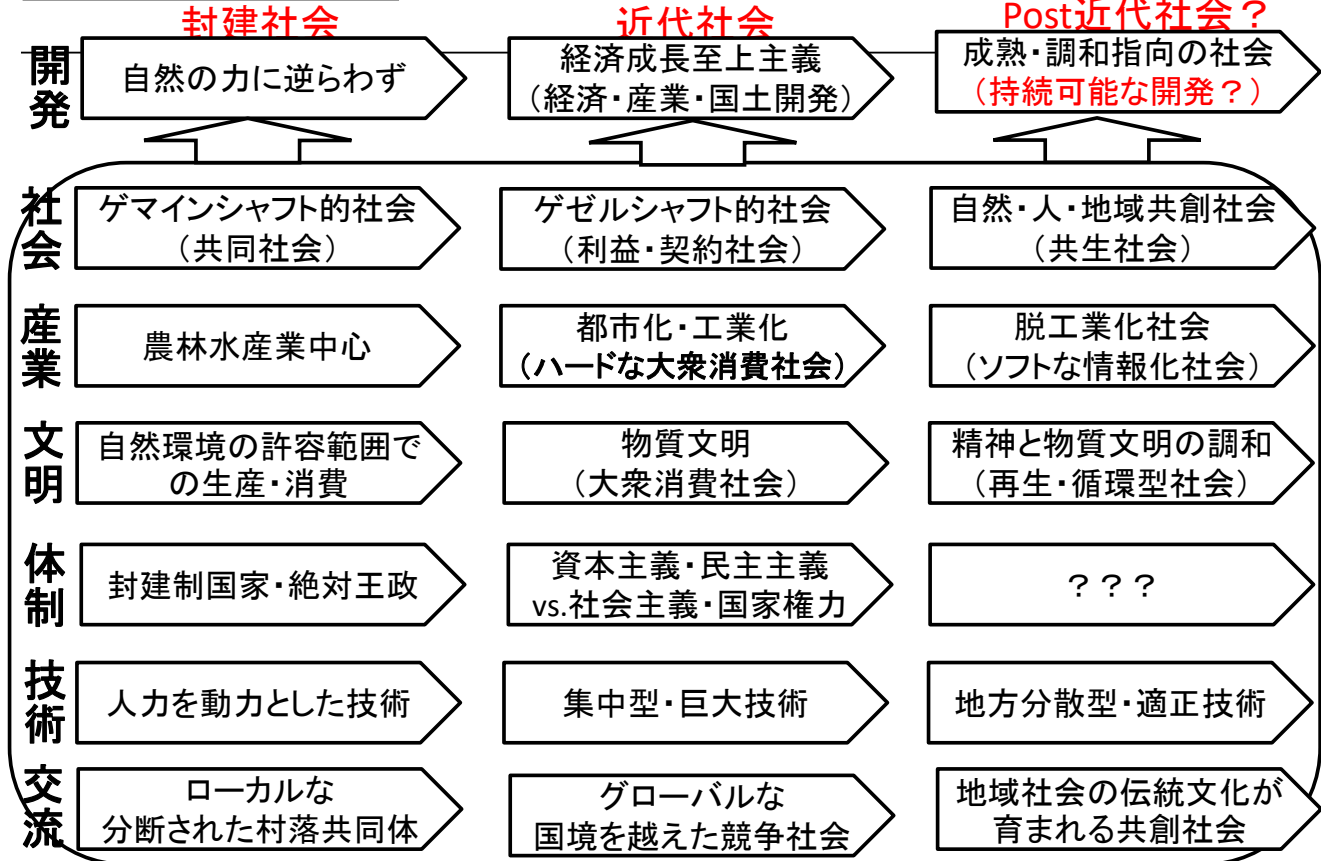 封建社会
近代社会
Post近代社会？
開発
自然の力に逆らわず
経済成長至上主義
（経済・産業・国土開発）
成熟・調和指向の社会
（持続可能な開発？）
社会
ゲマインシャフト的社会
（共同社会）
ゲゼルシャフト的社会
（利益・契約社会）
自然・人・地域共創社会
（共生社会）
産業
農林水産業中心
都市化・工業化
（ハードな大衆消費社会）
脱工業化社会
（ソフトな情報化社会）
文明
自然環境の許容範囲で
の生産・消費
物質文明
（大衆消費社会）
精神と物質文明の調和
（再生・循環型社会）
体制
封建制国家・絶対王政
資本主義・民主主義
vs.社会主義・国家権力
？？？
技術
人力を動力とした技術
集中型・巨大技術
地方分散型・適正技術
交流
ローカルな
分断された村落共同体
グローバルな
国境を越えた競争社会
地域社会の伝統文化が
育まれる共創社会